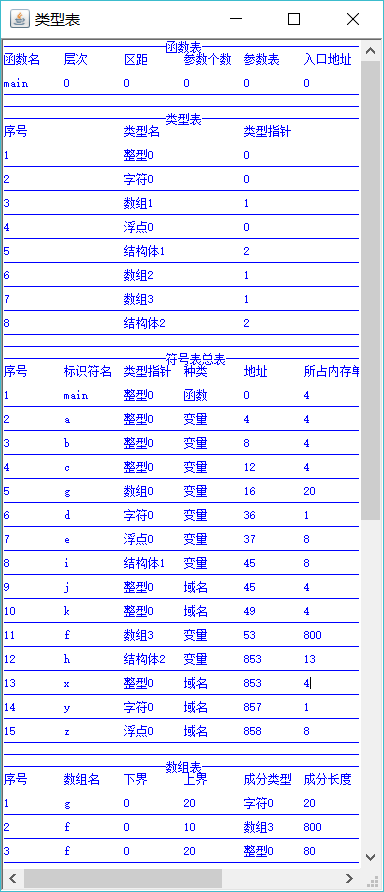 类型表
函数表
函数名 层次 区距 参数个数 参数表 入口地址
main 0 0 0 0 0
类型表
序号 类型名 类型指针
1 整型0 0
2 字符0 0
3 数组1 1
4 浮点0 0
5 结构体1 2
6 数组2 1
7 数组3 1
8 结构体2 2
符号表总表
序号 标识符名 类型指针 种类 地址 所占内存单
1 main 整型0 函数 0 4
2 a 整型0 变量 4 4
3 b 整型0 变量 8 4
4 c 整型0 变量 12 4
5 g 数组0 变量 16 20
6 d 字符0 变量 36 1
7 e 浮点0 变量 37 8
8 i 结构体1 变量 45 8
9 j 整型0 域名 45 4
10 k 整型0 域名 49 4
11 f 数组3 变量 53 800
12 h 结构体2 变量 853 13
13 x 整型0 域名 853 4
14 y 字符0 域名 857 1
15 z 浮点0 域名 858 8
数组表
序号 数组名 下界 上界 成分类型 成分长度
1 g 0 20 字符0 20
2 f 0 10 数组3 800
3 f 0 20 整型0 80